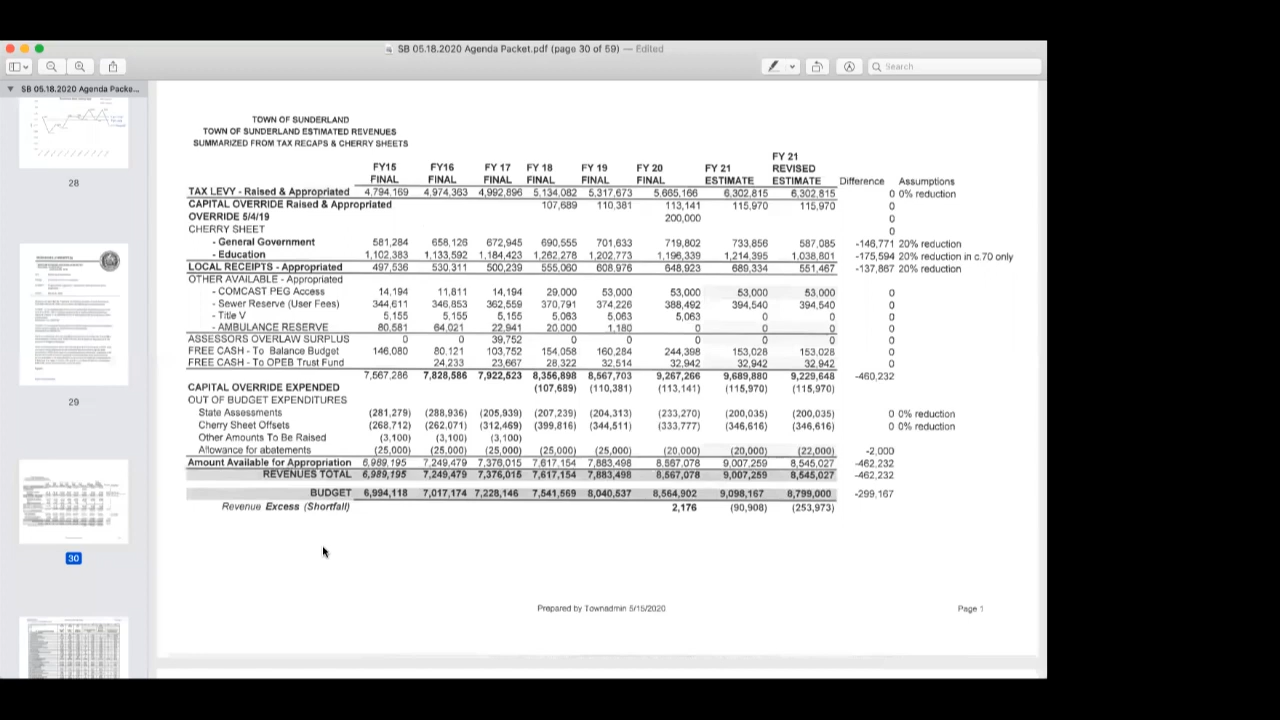 SB 05.18.2020 Agenda Packet.pdf (page 30 of 59) — Edited
Search
SB 05.18.2020 Agenda Packe...
28
29
30
TOWN OF SUNDERLAND
TOWN OF SUNDERLAND ESTIMATED REVENUES
SUMMARIZED FROM TAX RECAPS & CHERRY SHEETS
FY15 FINAL FY16 FINAL FY 17 FINAL FY 18 FINAL FY 19 FINAL FY 20 FINAL FY 21 ESTIMATE FY 21 REVISED ESTIMATE Difference Assumptions
TAX LEVY - Raised & Appropriated 4,794,169 4,974,363 4,992,896 5,134,082 5,317,673 5,665,166 6,302,815 6,302,815 0 0% reduction
CAPITAL OVERRIDE Raised & Appropriated 107,689 110,381 113,141 115,970 115,970 0
OVERRIDE 5/4/19 200,000 0
CHERRY SHEET 0
- General Government 581,284 658,126 672,945 690,555 701,633 719,802 733,856 587,085 -146,771 20% reduction
- Education 1,102,383 1,133,592 1,184,423 1,262,278 1,202,773 1,196,339 1,214,395 1,038,801 -175,594 20% reduction in c.70 only
LOCAL RECEIPTS - Appropriated 497,536 530,311 500,239 555,060 608,976 648,923 689,334 551,467 -137,867 20% reduction
OTHER AVAILABLE - Appropriated
- COMCAST PEG Access 14,194 11,811 14,194 29,000 53,000 53,000 53,000 53,000 0
- Sewer Reserve (User Fees) 344,611 346,853 362,559 370,791 374,226 388,492 394,540 394,540 0
- Title V 5,155 5,155 5,155 5,063 5,063 5,063 0 0 0
- AMBULANCE RESERVE 80,581 64,021 22,941 20,000 1,180 0 0 0 0
ASSESSORS OVERLAW SURPLUS 0 0 39,752 0 0 0 0 0 0
FREE CASH - To Balance Budget 146,080 80,121 103,752 154,058 160,284 244,398 153,028 153,028 0
FREE CASH - To OPEB Trust Fund 24,233 23,667 28,322 32,514 32,942 32,942 32,942 0
7,567,286 7,828,586 7,922,523 8,356,898 8,567,703 9,267,266 9,689,880 9,229,648 -460,232
CAPITAL OVERRIDE EXPENDED (107,689) (110,381) (113,141) (115,970) (115,970)
OUT OF BUDGET EXPENDITURES
State Assessments (281,279) (288,936) (205,939) (207,239) (204,313) (233,270) (200,035) (200,035) 0 0% reduction
Cherry Sheet Offsets (268,712) (262,071) (312,469) (399,816) (344,511) (333,777) (346,616) (346,616) 0 0% reduction
Other Amounts To Be Raised (3,100) (3,100) (3,100)
Allowance for abatements (25,000) (25,000) (25,000) (25,000) (25,000) (20,000) (20,000) (22,000) -2,000
Amount Available for Appropriation 6,989,195 7,249,479 7,376,015 7,617,154 7,883,498 8,567,078 9,007,259 8,545,027 -462,232
REVENUES TOTAL 6,989,195 7,249,479 7,376,015 7,617,154 7,883,498 8,567,078 9,007,259 8,545,027 -462,232
BUDGET 6,994,118 7,017,174 7,228,146 7,541,569 8,040,537 8,564,902 9,098,167 8,799,000 -299,167
Revenue Excess (Shortfall) 2,176 (90,908) (253,973)
Prepared by Townadmin 5/15/2020
Page 1